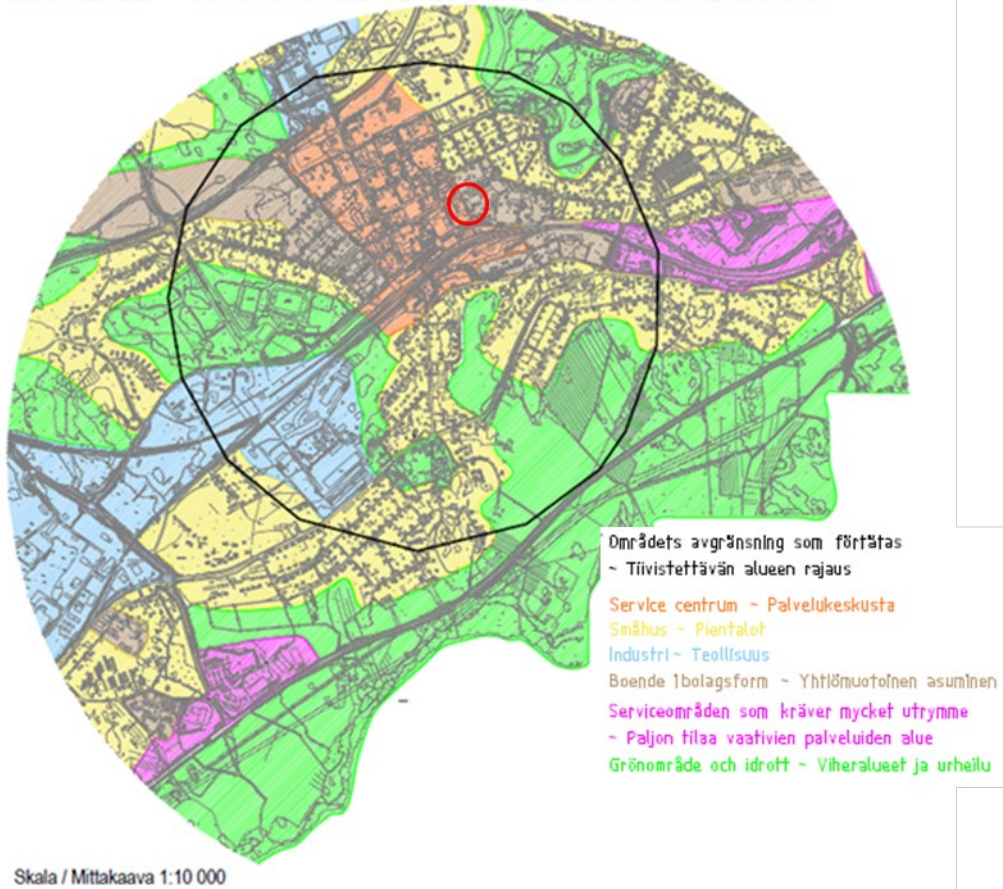 Områdets avgränsning som förtätas
~ Tiivistettävän alueen rajaus
Service centrum ~ Palvelukeskusta
Småhus ~ Pientalot
Industri ~ Teollisuus
Boende ibolagsform ~ Yhtiömuotoinen asuminen
Serviceområden som kräver mycket utrymme
~ Paljon tilaa vaativien palveluiden alue
Grönområde och idrott ~ Viheralueet ja urheilu
Skala / Mittakaava 1:10 000